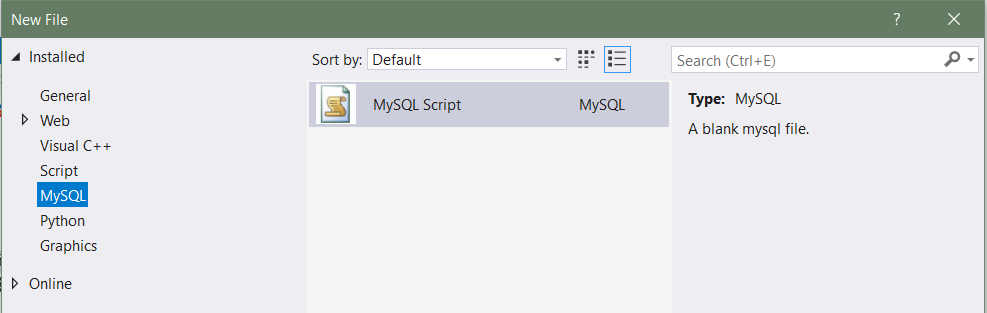 New File
?
Installed
General
Web
Visual C++
Script
MySQL
Python
Graphics
Online
Sort by: Default
MySQL Script MySQL
Search (Ctrl+E)
Type: MySQL
A blank mysql file.